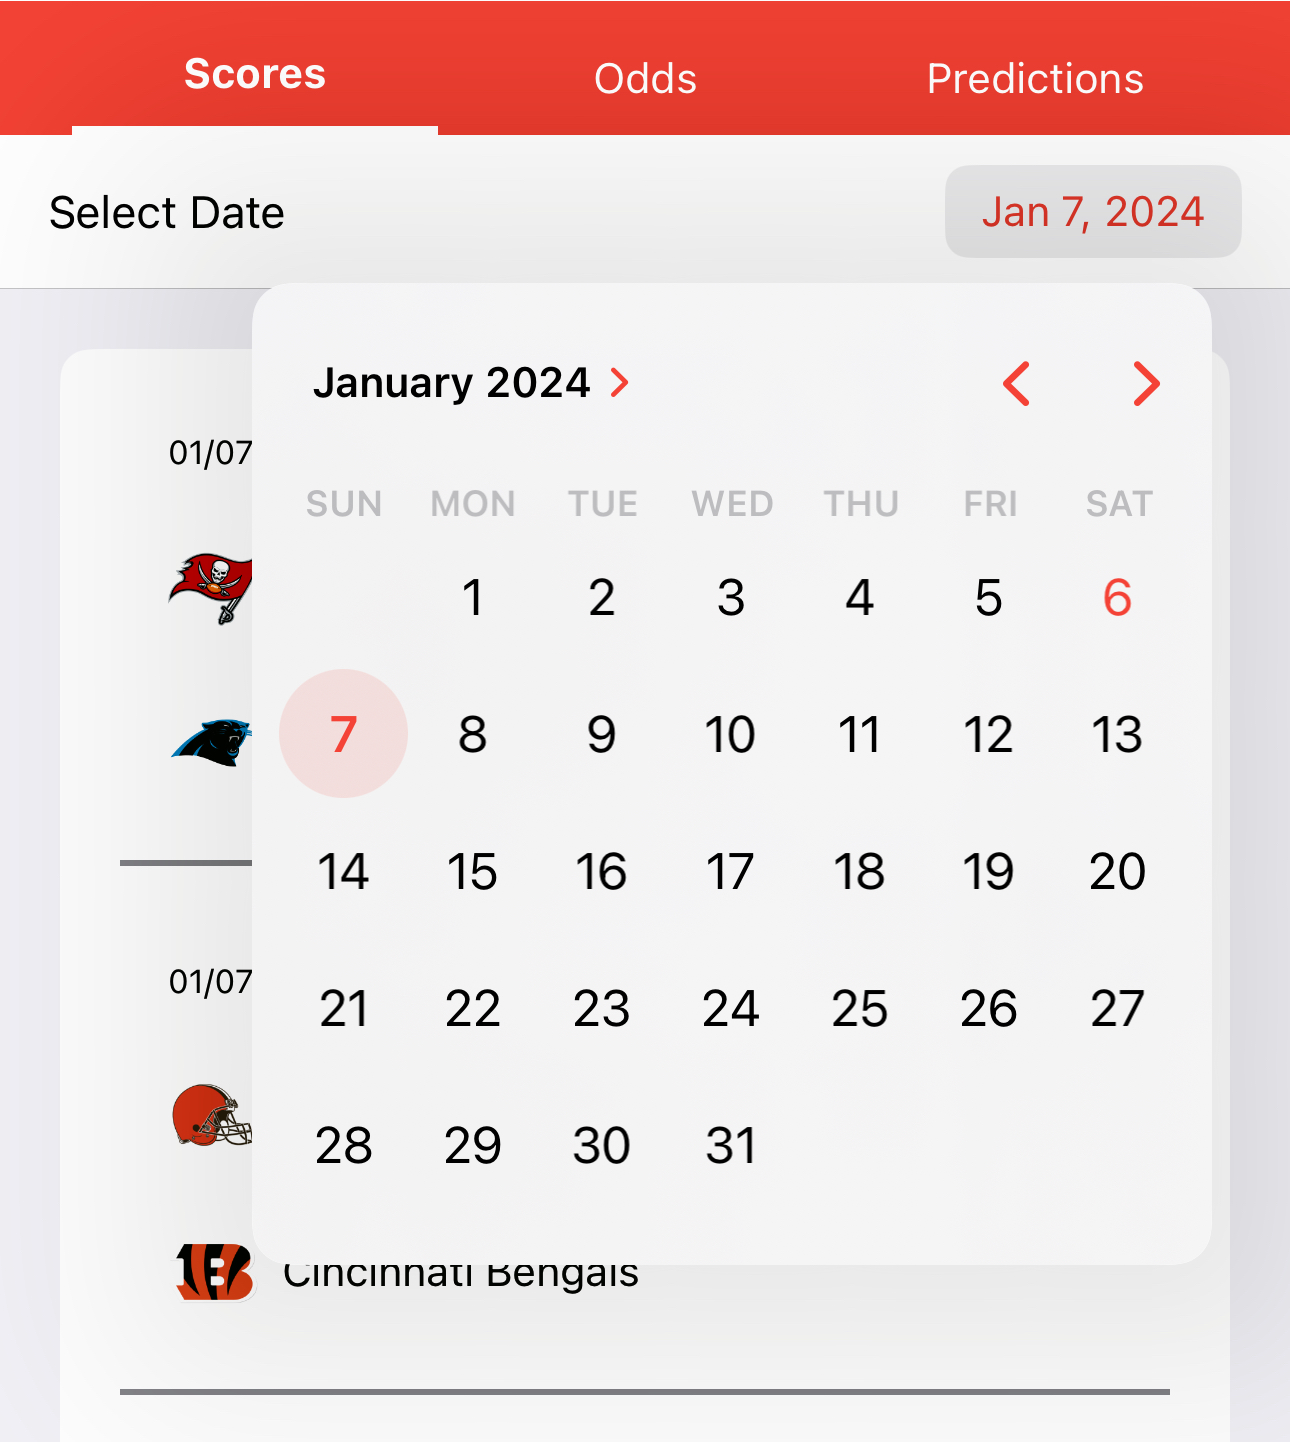 Scores Odds Predictions
Select Date Jan 7, 2024
January 2024
01/07
SUN MON TUE WED THU FRI SAT
1 2 3 4 5 6
7 8 9 10 11 12 13
14 15 16 17 18 19 20
01/07
21 22 23 24 25 26 27
28 29 30 31
Cincinnati Bengals